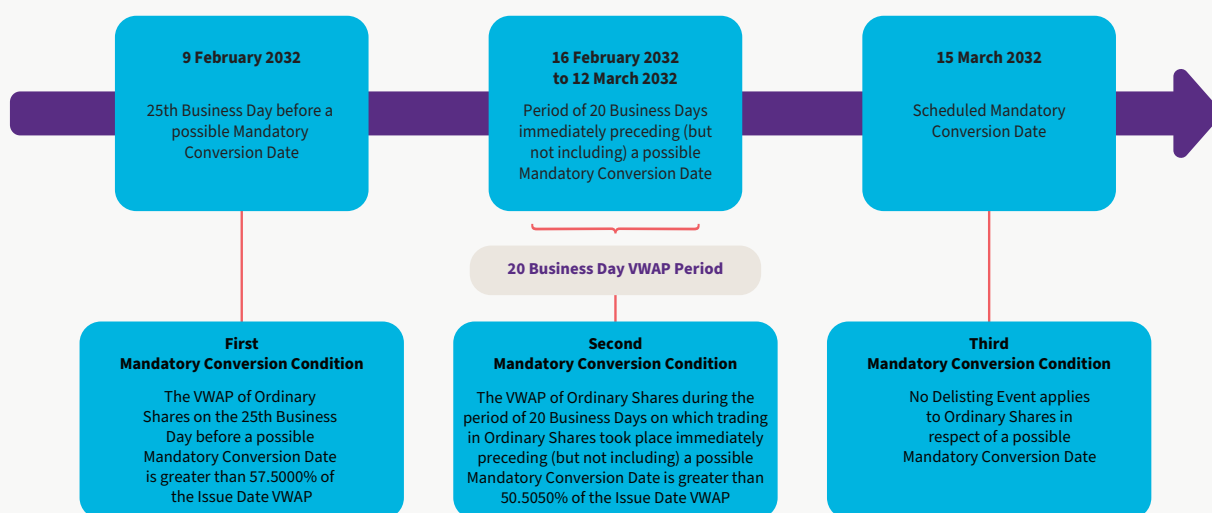 9 February 2032
25th Business Day before a
possible Mandatory
Conversion Date
16 February 2032
to 12 March 2032
Period of 20 Business Days
immediately preceding (but
not including) a possible
Mandatory Conversion Date
15 March 2032
Scheduled Mandatory
Conversion Date
20 Business Day VWAP Period
First
Mandatory Conversion Condition
The VWAP of Ordinary
Shares on the 25th Business
Day before a possible
Mandatory Conversion Date
is greater than 57.5000% of
the Issue Date VWAP
Second
Mandatory Conversion Condition
The VWAP of Ordinary Shares during the
period of 20 Business Days on which trading
in Ordinary Shares took place immediately
preceding (but not including) a possible
Mandatory Conversion Date is greater than
50.5050% of the Issue Date VWAP
Third
Mandatory Conversion Condition
No Delisting Event applies
to Ordinary Shares in
respect of a possible
Mandatory Conversion Date